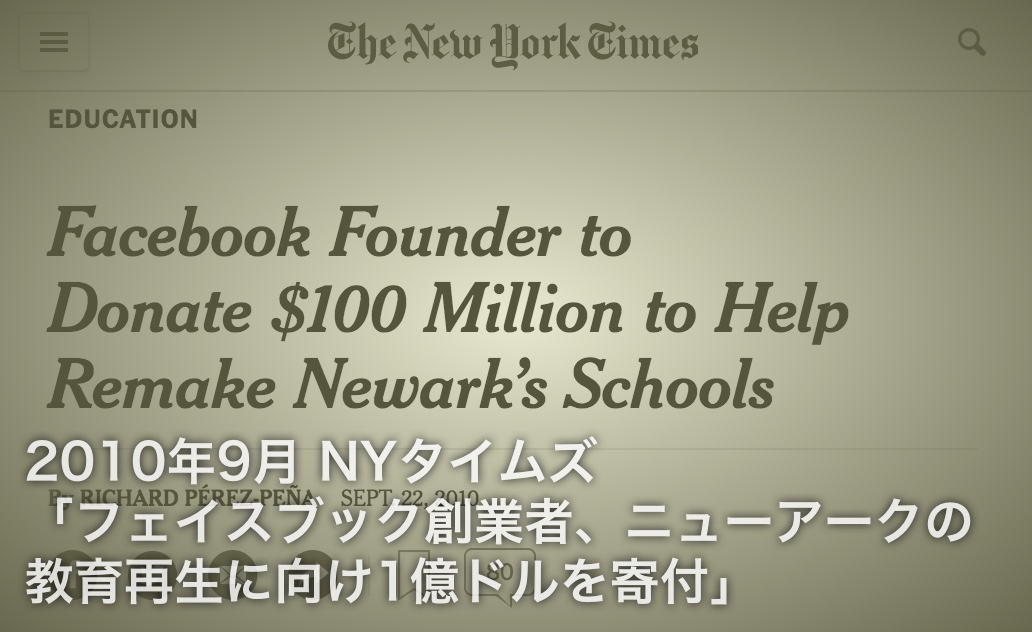 The New York Times
EDUCATION
Facebook Founder to
Donate $100 Million to Help
Remake Newark's Schools
2010年9月 NYタイムズ
By RICHARD PÉREZ-PEÑA SEPT. 22, 2010
「フェイスブック創業者、ニューアークの
80
教育再生に向け1億ドルを寄付」